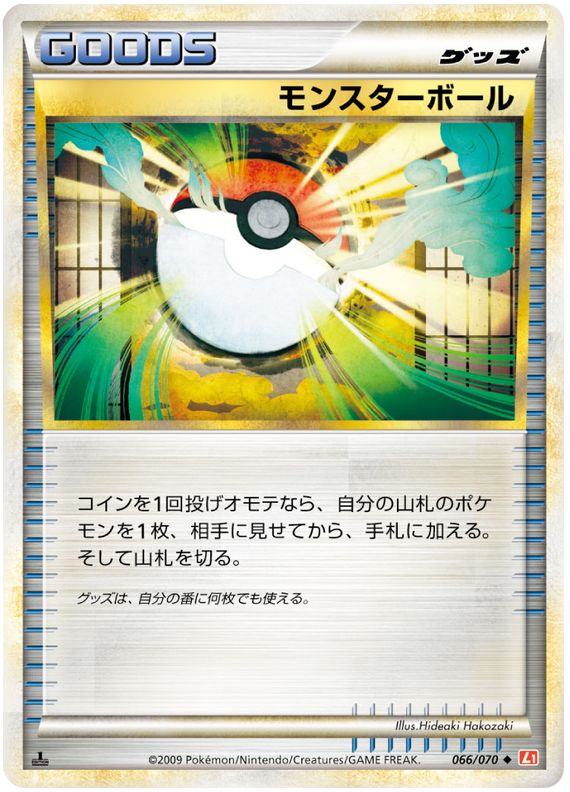 GOODS グッズ
モンスターボール
コインを1回投げオモテなら、自分の山札のポケ
モンを1枚、相手に見せてから、手札に加える。
そして山札を切る。
グッズは、自分の番に何枚でも使える。
Illus.Hideaki Hakozaki
1 EDITION ©2009 Pokémon/Nintendo/Creatures/GAME FREAK. 066/070 ◆ L1